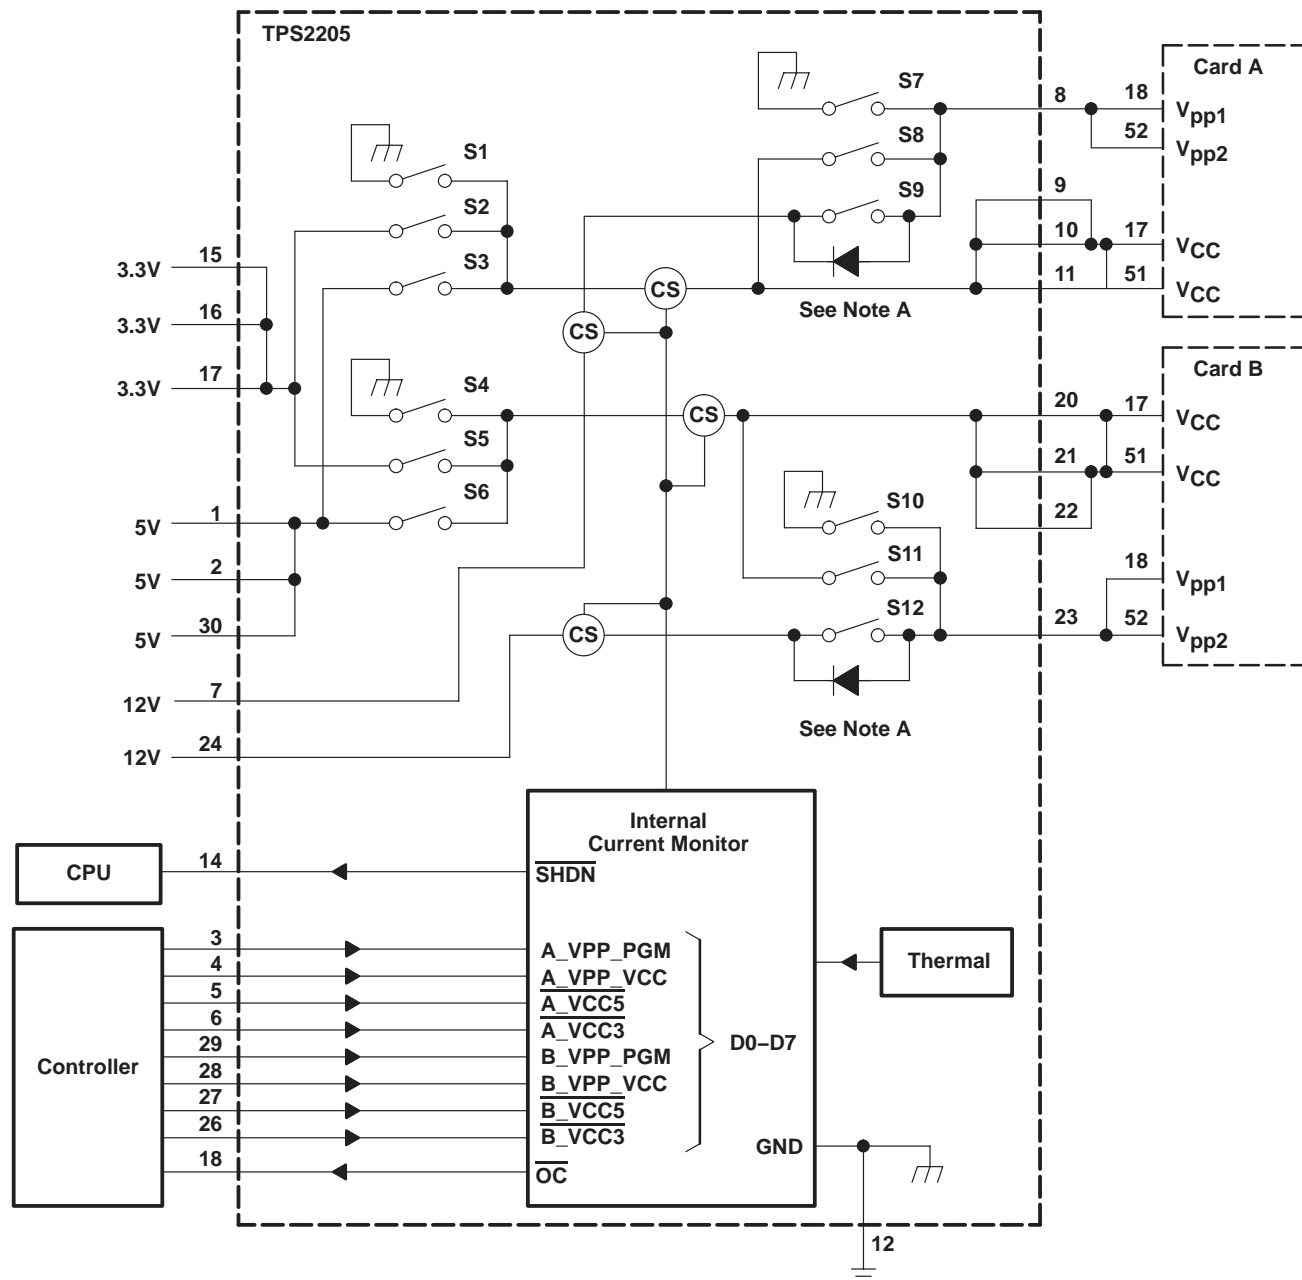 TPS2205
Card A
S7
8
18
Vpp1
S8
52
Vpp2
S1
S9
9
S2
10
17
VCC
15
3.3V
S3
CS
11
51
VCC
See Note A
16
3.3V
CS
17
3.3V
Card B
S4
CS
20
17
VCC
S5
21
51
VCC
S6
S10
22
1
5V
S11
18
Vpp1
2
5V
S12
23
52
Vpp2
30
5V
CS
7
12V
See Note A
24
12V
Internal
Current Monitor
CPU
14
SHDN
3
A_VPP_PGM
4
A_VPP_VCC
Thermal
5
A_VCC5
6
A_VCC3
29
B_VPP_PGM
D0–D7
Controller
28
B_VPP_VCC
27
B_VCC5
26
B_VCC3
GND
18
OC
12